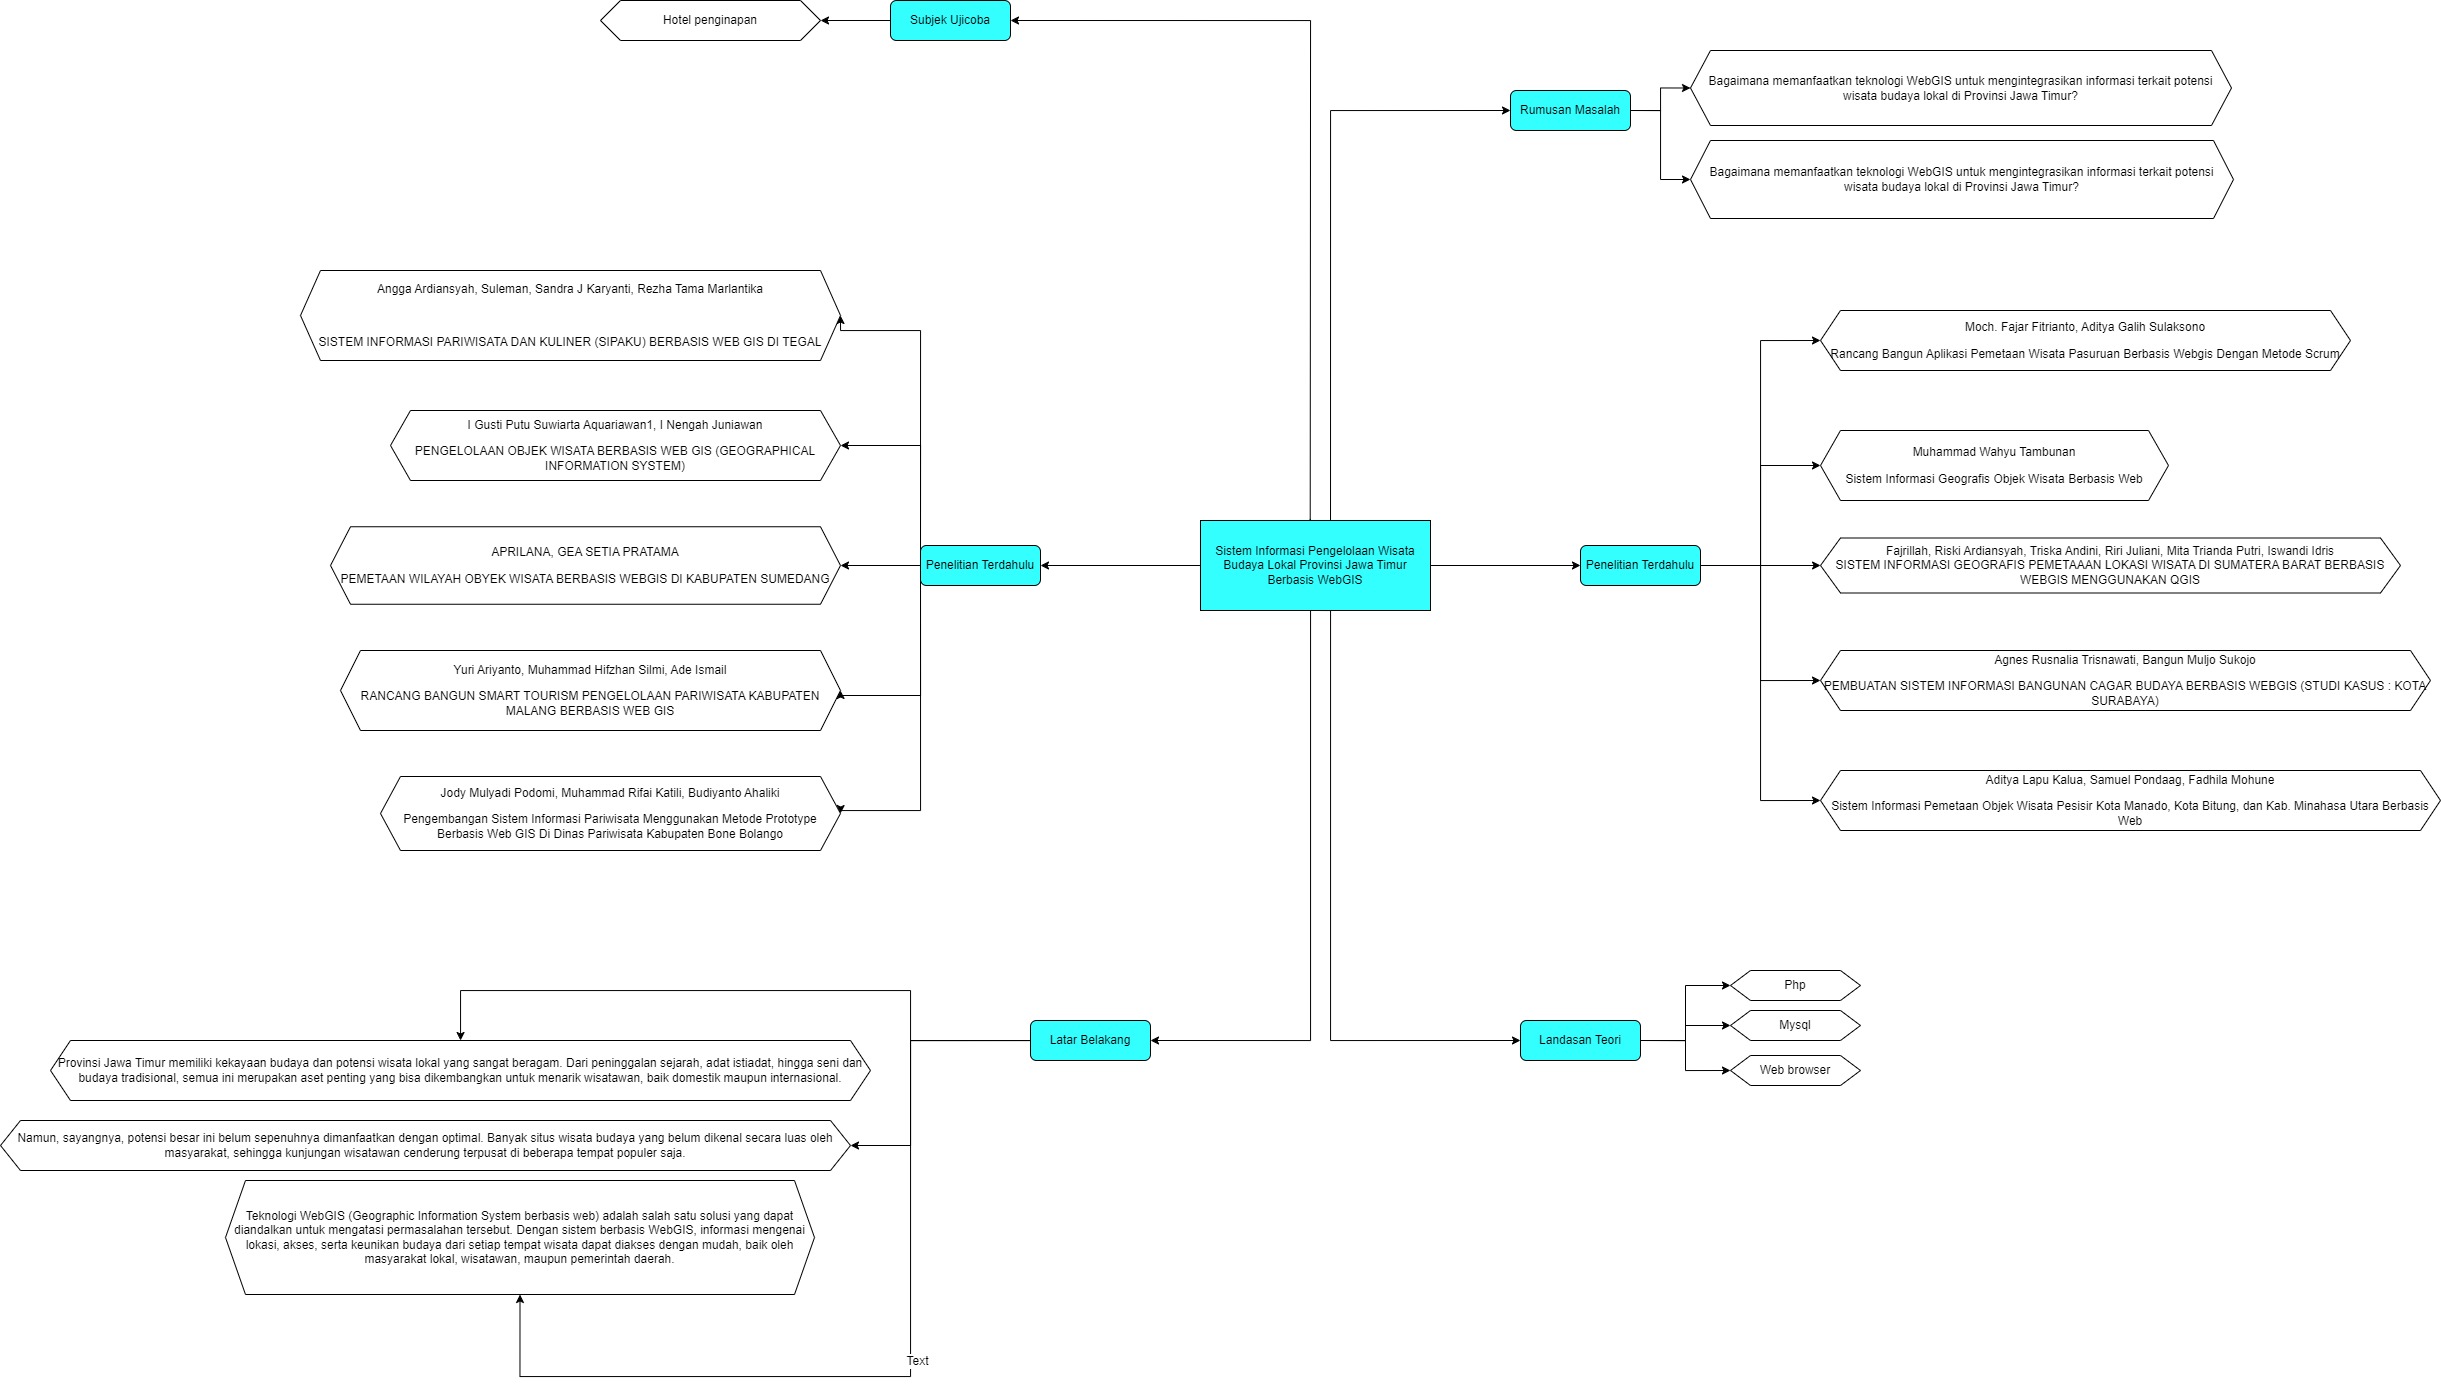 Hotel penginapan
Subjek Ujicoba
Rumusan Masalah
Bagaimana memanfaatkan teknologi WebGIS untuk mengintegrasikan informasi terkait potensi
wisata budaya lokal di Provinsi Jawa Timur?
Bagaimana memanfaatkan teknologi WebGIS untuk mengintegrasikan informasi terkait potensi
wisata budaya lokal di Provinsi Jawa Timur?
Angga Ardiansyah, Suleman, Sandra J Karyanti, Rezha Tama Marlantika
SISTEM INFORMASI PARIWISATA DAN KULINER (SIPAKU) BERBASIS WEB GIS DI TEGAL
I Gusti Putu Suwiarta Aquariawan1, I Nengah Juniawan
PENGELOLAAN OBJEK WISATA BERBASIS WEB GIS (GEOGRAPHICAL
INFORMATION SYSTEM)
APRILANA, GEA SETIA PRATAMA
PEMETAAN WILAYAH OBYEK WISATA BERBASIS WEBGIS DI KABUPATEN SUMEDANG
Yuri Ariyanto, Muhammad Hifzhan Silmi, Ade Ismail
RANCANG BANGUN SMART TOURISM PENGELOLAAN PARIWISATA KABUPATEN
MALANG BERBASIS WEB GIS
Jody Mulyadi Podomi, Muhammad Rifai Katili, Budiyanto Ahaliki
Pengembangan Sistem Informasi Pariwisata Menggunakan Metode Prototype
Berbasis Web GIS Di Dinas Pariwisata Kabupaten Bone Bolango
Penelitian Terdahulu
Sistem Informasi Pengelolaan Wisata
Budaya Lokal Provinsi Jawa Timur
Berbasis WebGIS
Penelitian Terdahulu
Moch. Fajar Fitrianto, Aditya Galih Sulaksono
Rancang Bangun Aplikasi Pemetaan Wisata Pasuruan Berbasis Webgis Dengan Metode Scrum
Muhammad Wahyu Tambunan
Sistem Informasi Geografis Objek Wisata Berbasis Web
Fajrillah, Riski Ardiansyah, Triska Andini, Riri Juliani, Mita Trianda Putri, Iswandi Idris
SISTEM INFORMASI GEOGRAFIS PEMETAAAN LOKASI WISATA DI SUMATERA BARAT BERBASIS
WEBGIS MENGGUNAKAN QGIS
Agnes Rusnalia Trisnawati, Bangun Muljo Sukojo
PEMBUATAN SISTEM INFORMASI BANGUNAN CAGAR BUDAYA BERBASIS WEBGIS (STUDI KASUS : KOTA
SURABAYA)
Aditya Lapu Kalua, Samuel Pondaag, Fadhila Mohune
Sistem Informasi Pemetaan Objek Wisata Pesisir Kota Manado, Kota Bitung, dan Kab. Minahasa Utara Berbasis
Web
Latar Belakang
Provinsi Jawa Timur memiliki kekayaan budaya dan potensi wisata lokal yang sangat beragam. Dari peninggalan sejarah, adat istiadat, hingga seni dan
budaya tradisional, semua ini merupakan aset penting yang bisa dikembangkan untuk menarik wisatawan, baik domestik maupun internasional.
Namun, sayangnya, potensi besar ini belum sepenuhnya dimanfaatkan dengan optimal. Banyak situs wisata budaya yang belum dikenal secara luas oleh
masyarakat, sehingga kunjungan wisatawan cenderung terpusat di beberapa tempat populer saja.
Teknologi WebGIS (Geographic Information System berbasis web) adalah salah satu solusi yang dapat
diandalkan untuk mengatasi permasalahan tersebut. Dengan sistem berbasis WebGIS, informasi mengenai
lokasi, akses, serta keunikan budaya dari setiap tempat wisata dapat diakses dengan mudah, baik oleh
masyarakat lokal, wisatawan, maupun pemerintah daerah.
Text
Landasan Teori
Php
Mysql
Web browser